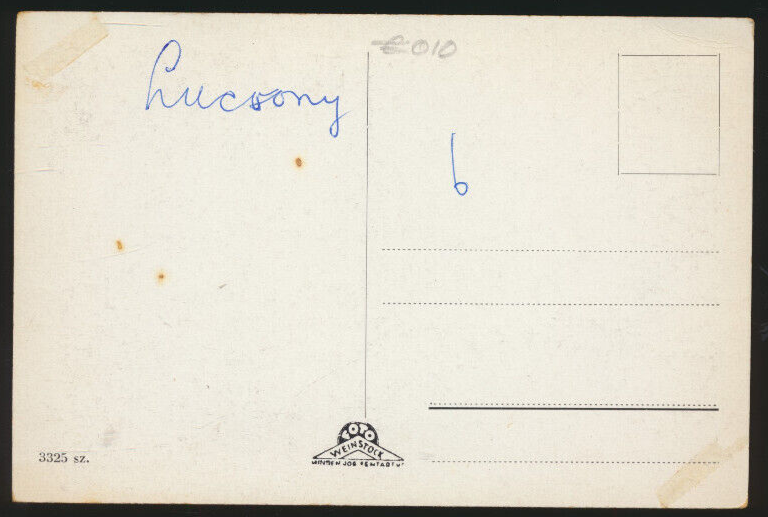 Lucsony
€010
6
FOTO
WEINSTOCK
MINDEN JOG FENTARTVA
3325 sz.